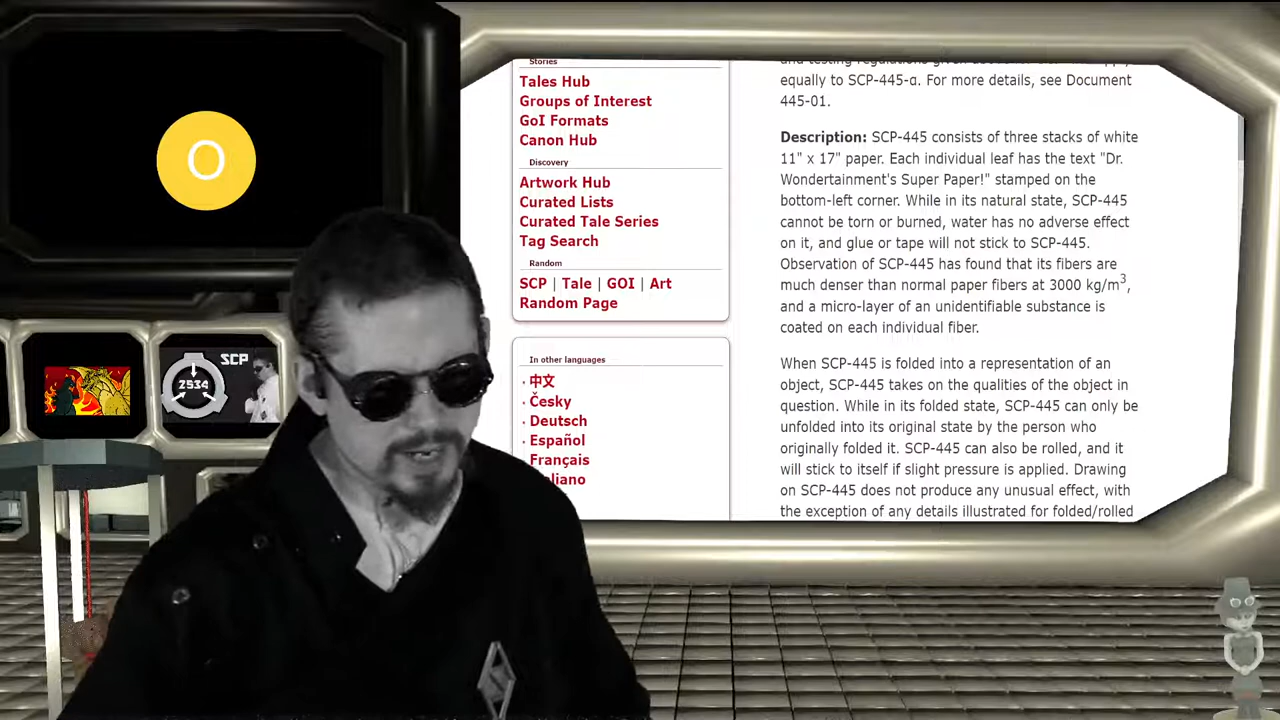 O
SCP
2534
Stories
Tales Hub
Groups of Interest
GoI Formats
Canon Hub
Discovery
Artwork Hub
Curated Lists
Curated Tale Series
Tag Search
Random
SCP | Tale | GOI | Art
Random Page
In other languages
中文
Česky
Deutsch
Español
Français
equally to SCP-445-α. For more details, see Document
445-01.
Description: SCP-445 consists of three stacks of white
11" x 17" paper. Each individual leaf has the text "Dr.
Wondertainment's Super Paper!" stamped on the
bottom-left corner. While in its natural state, SCP-445
cannot be torn or burned, water has no adverse effect
on it, and glue or tape will not stick to SCP-445.
Observation of SCP-445 has found that its fibers are
much denser than normal paper fibers at 3000 kg/m³,
and a micro-layer of an unidentifiable substance is
coated on each individual fiber.
When SCP-445 is folded into a representation of an
object, SCP-445 takes on the qualities of the object in
question. While in its folded state, SCP-445 can only be
unfolded into its original state by the person who
originally folded it. SCP-445 can also be rolled, and it
will stick to itself if slight pressure is applied. Drawing
on SCP-445 does not produce any unusual effect, with
the exception of any details illustrated for folded/rolled